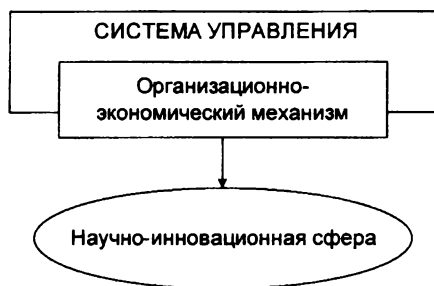 СИСТЕМА УПРАВЛЕНИЯ
Организационно-
экономический механизм
Научно-инновационная сфера